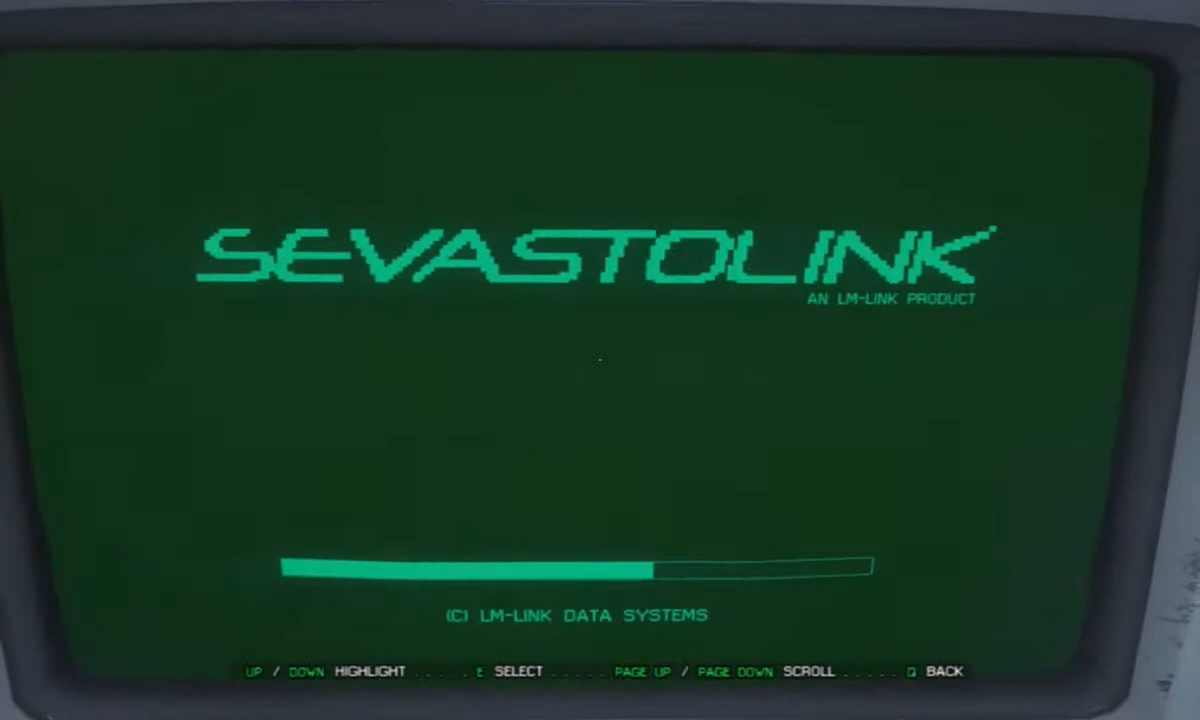 SEVASTOLINK
AN LM-LINK PRODUCT
(C) LM-LINK DATA SYSTEMS
UP / DOWN HIGHLIGHT ..... E SELECT ..... PAGE UP / PAGE DOWN SCROLL ..... Q BACK